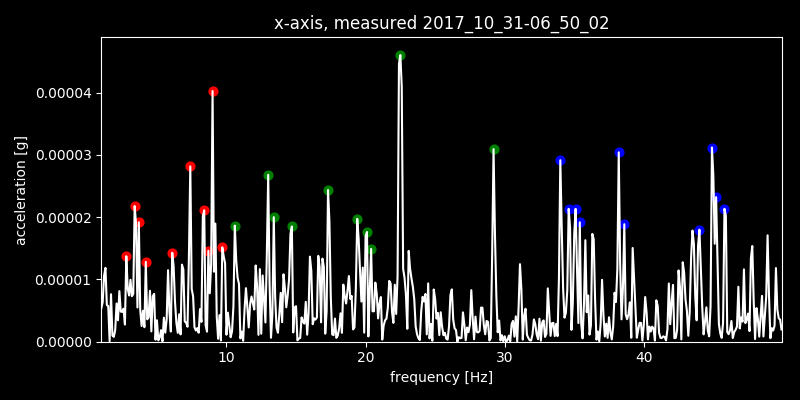 x-axis, measured 2017_10_31-06_50_02
0.00004
0.00003
0.00002
0.00001
0.00000
acceleration [g]
10 20 30 40
frequency [Hz]